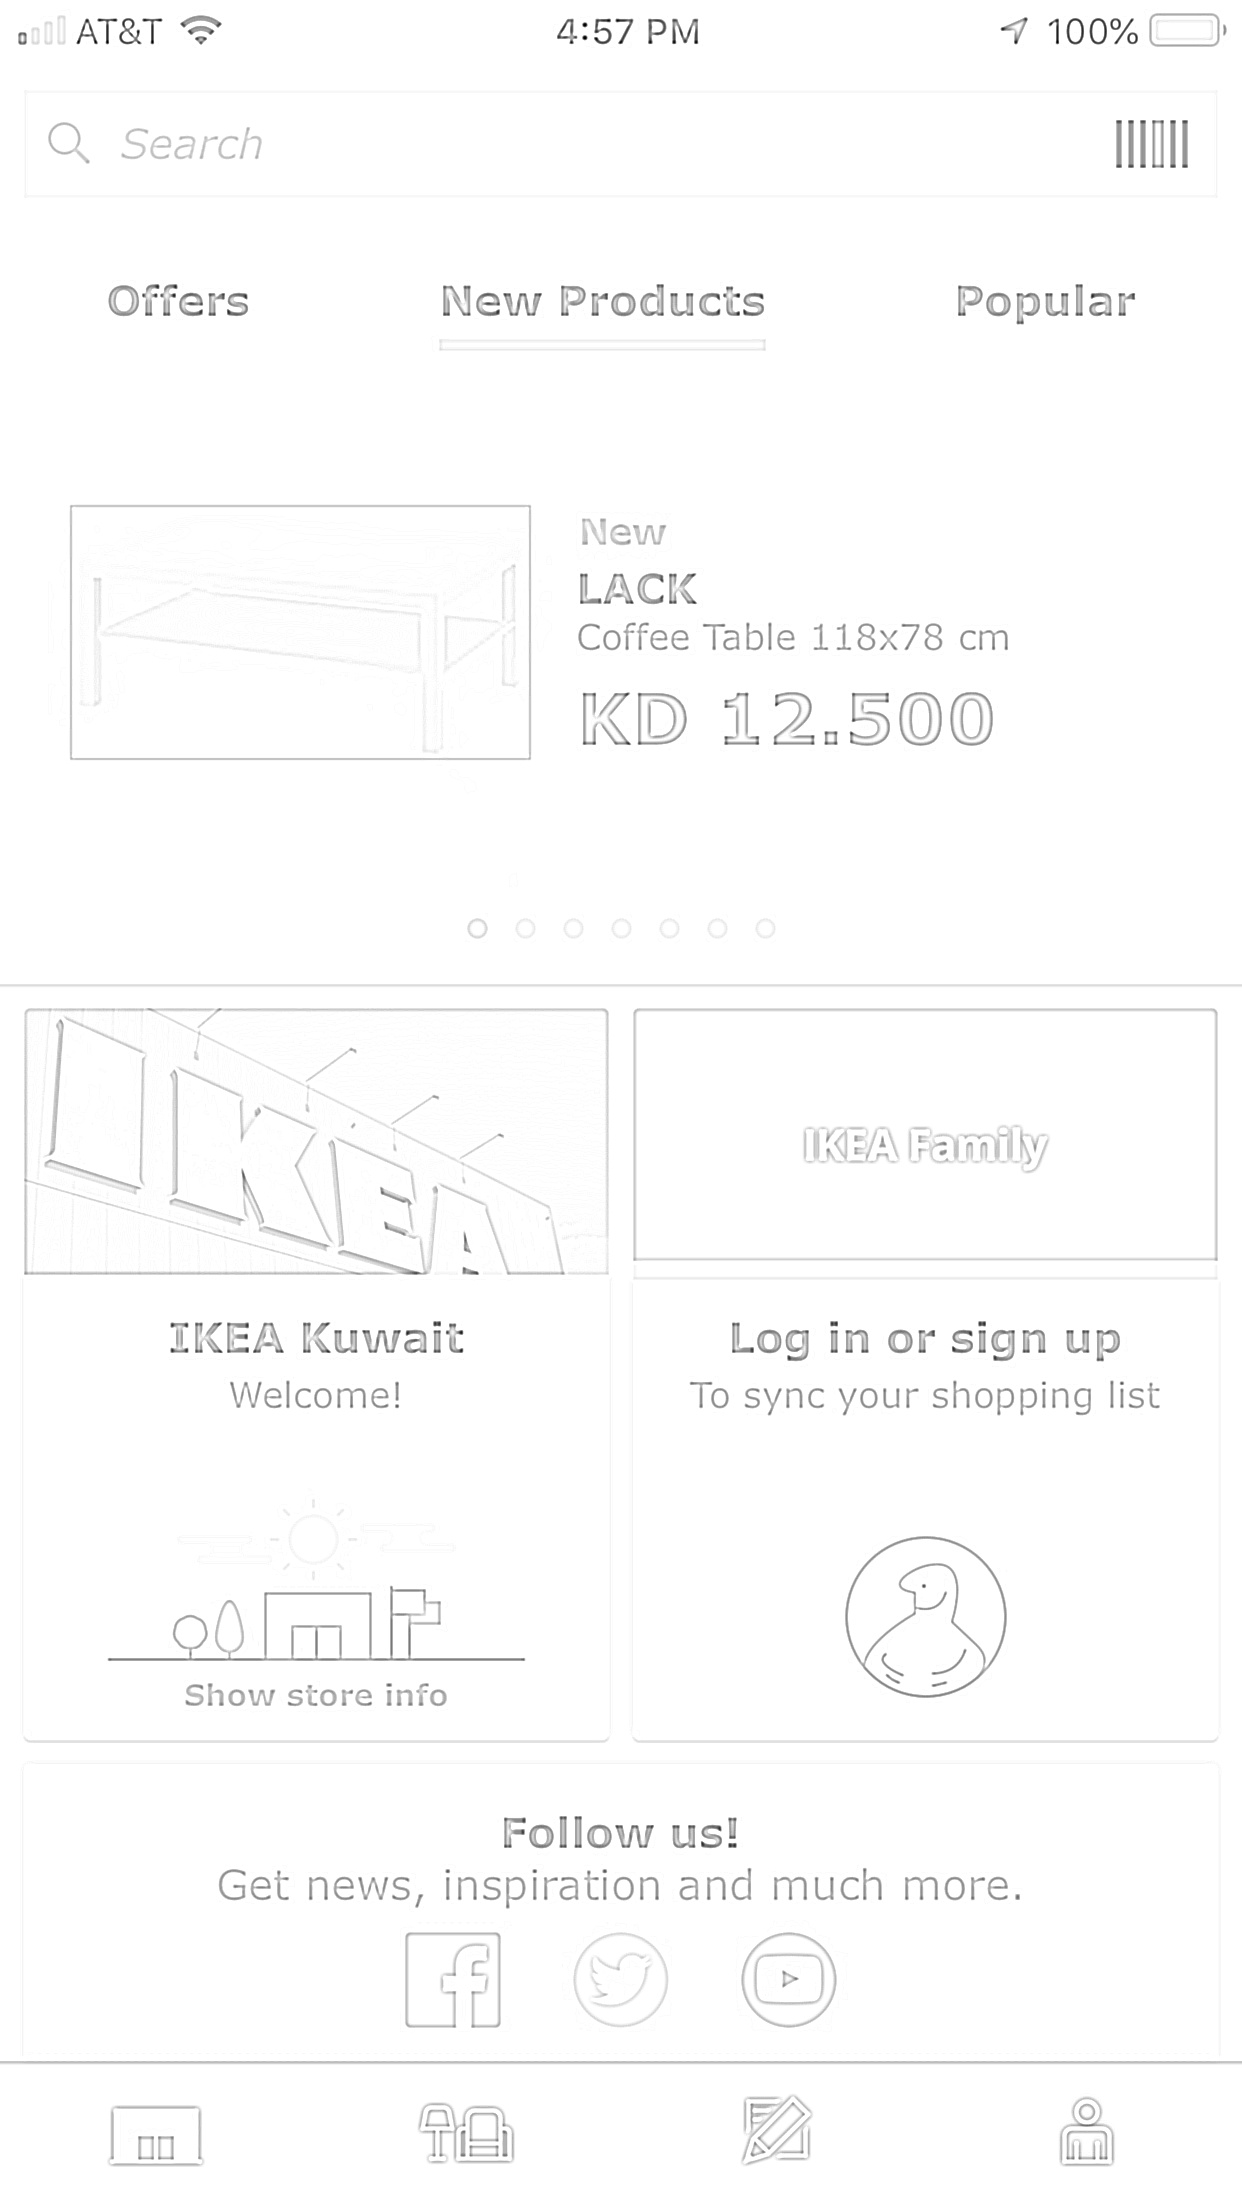 AT&T 4:57 PM 100%
Search
Offers New Products Popular
New
LACK
Coffee Table 118x78 cm
KD 12.500
IKEA
IKEA Family
IKEA Kuwait
Welcome!
Log in or sign up
To sync your shopping list
Show store info
Follow us!
Get news, inspiration and much more.